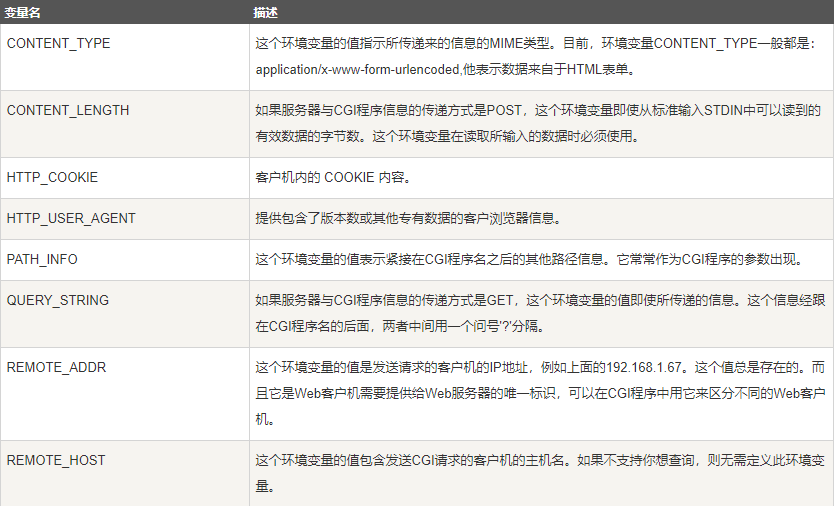 变量名 描述
CONTENT_TYPE 这个环境变量的值指示所传递来的信息的MIME类型。目前，环境变量CONTENT_TYPE一般都是：
application/x-www-form-urlencoded,他表示数据来自于HTML表单。
CONTENT_LENGTH 如果服务器与CGI程序信息的传递方式是POST，这个环境变量即使从标准输入STDIN中可以读到的
有效数据的字节数。这个环境变量在读取所输入的数据时必须使用。
HTTP_COOKIE 客户机内的 COOKIE 内容。
HTTP_USER_AGENT 提供包含了版本数或其他专有数据的客户浏览器信息。
PATH_INFO 这个环境变量的值表示紧接在CGI程序名之后的其他路径信息。它常常作为CGI程序的参数出现。
QUERY_STRING 如果服务器与CGI程序信息的传递方式是GET，这个环境变量的值即使所传递的信息。这个信息经跟
在CGI程序名的后面，两者中间用一个问号'?'分隔。
REMOTE_ADDR 这个环境变量的值是发送请求的客户机的IP地址，例如上面的192.168.1.67。这个值总是存在的。而
且它是Web客户机需要提供给Web服务器的唯一标识，可以在CGI程序中用它来区分不同的Web客户
机。
REMOTE_HOST 这个环境变量的值包含发送CGI请求的客户机的主机名。如果不支持你想查询，则无需定义此环境变
量。